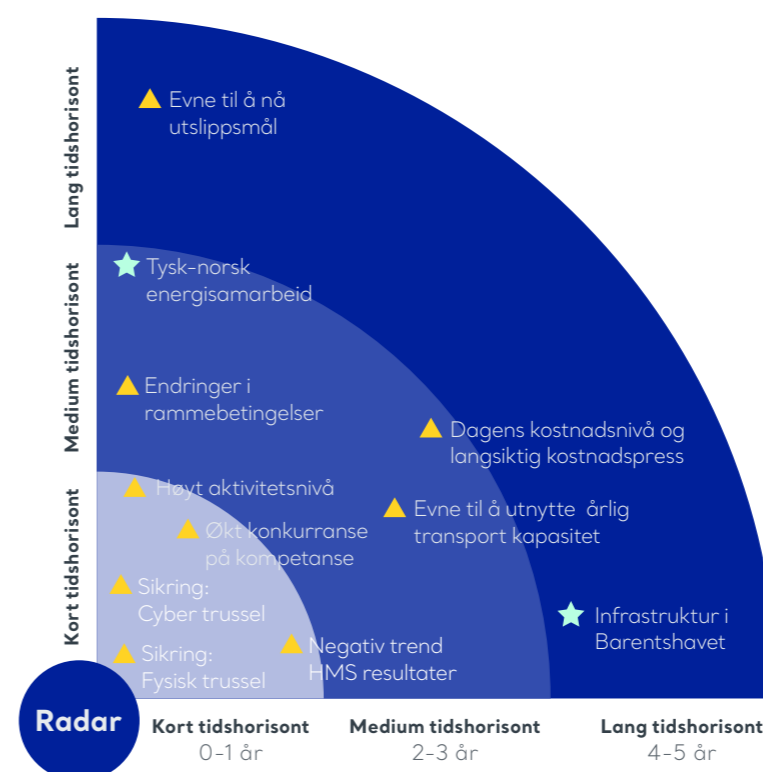 Lang tidshorisont
Evne til å nå
utslippsmål
Medium tidshorisont
Tysk-norsk
energisamarbeid
Endringer i
rammebetingelser
Dagens kostnadsnivå og
langsiktig kostnadspress
Kort tidshorisont
Høyt aktivitetsnivå
Økt konkurranse
på kompetanse
Evne til å utnytte årlig
transport kapasitet
Sikring:
Cyber trussel
Sikring:
Fysisk trussel
Negativ trend
HMS resultater
Infrastruktur i
Barentshavet
Radar
Kort tidshorisont
0-1 år
Medium tidshorisont
2-3 år
Lang tidshorisont
4-5 år